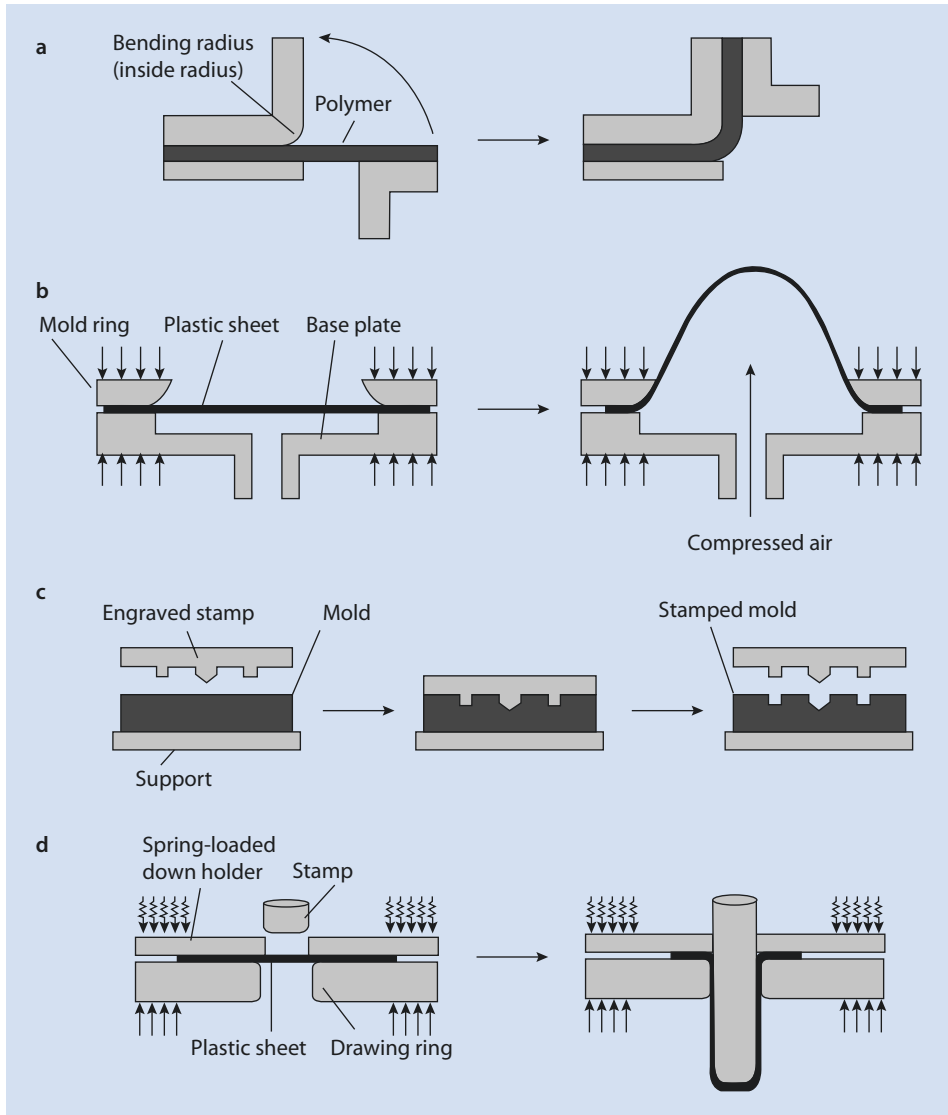 a
Bending radius
(inside radius)
Polymer
b
Mold ring
Plastic sheet
Base plate
Compressed air
c
Engraved stamp
Mold
Stamped mold
Support
d
Spring-loaded
down holder
Stamp
Plastic sheet
Drawing ring